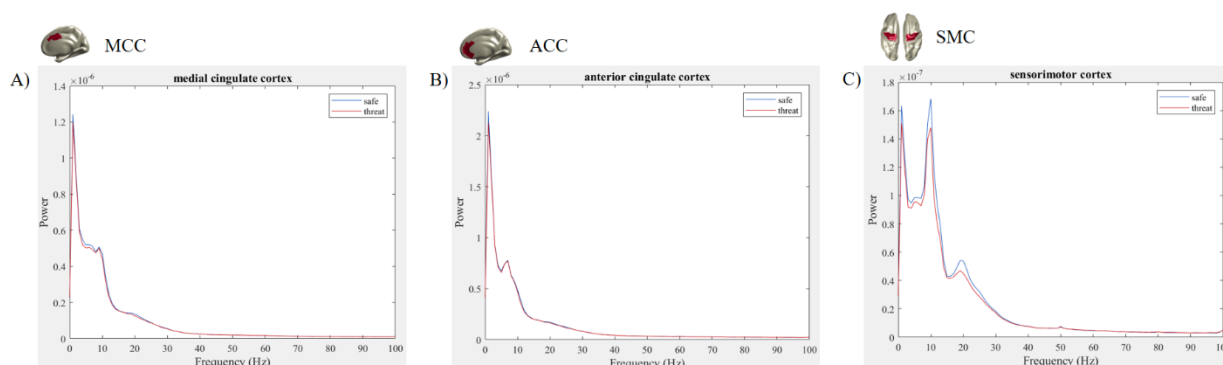 MCC
ACC
SMC
A)
medial cingulate cortex
×10^-6
1.4
1.2
1
0.8
0.6
0.4
0.2
0
Power
safe
threat
0 10 20 30 40 50 60 70 80 90 100
Frequency (Hz)
B)
anterior cingulate cortex
×10^-6
2.5
2
1.5
1
0.5
0
Power
safe
threat
0 10 20 30 40 50 60 70 80 90 100
Frequency (Hz)
C)
sensorimotor cortex
×10^-7
1.8
1.6
1.4
1.2
1
0.8
0.6
0.4
0.2
0
Power
safe
threat
0 10 20 30 40 50 60 70 80 90 100
Frequency (Hz)